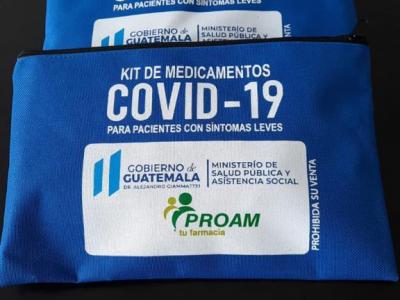 PARA PACIENTES CON SÍNTOMAS LEVES
GOBIERNO de
GUATEMALA
MINISTERIO DE
SALUD PÚBLICA Y
ASISTENCIA SOCIAL
KIT DE MEDICAMENTOS
COVID-19
PARA PACIENTES CON SÍNTOMAS LEVES
GOBIERNO de
GUATEMALA
DR. ALEJANDRO GIAMMATTEI
MINISTERIO DE
SALUD PÚBLICA Y
ASISTENCIA SOCIAL
PROAM
tu farmacia
PROHIBIDA SU VENTA